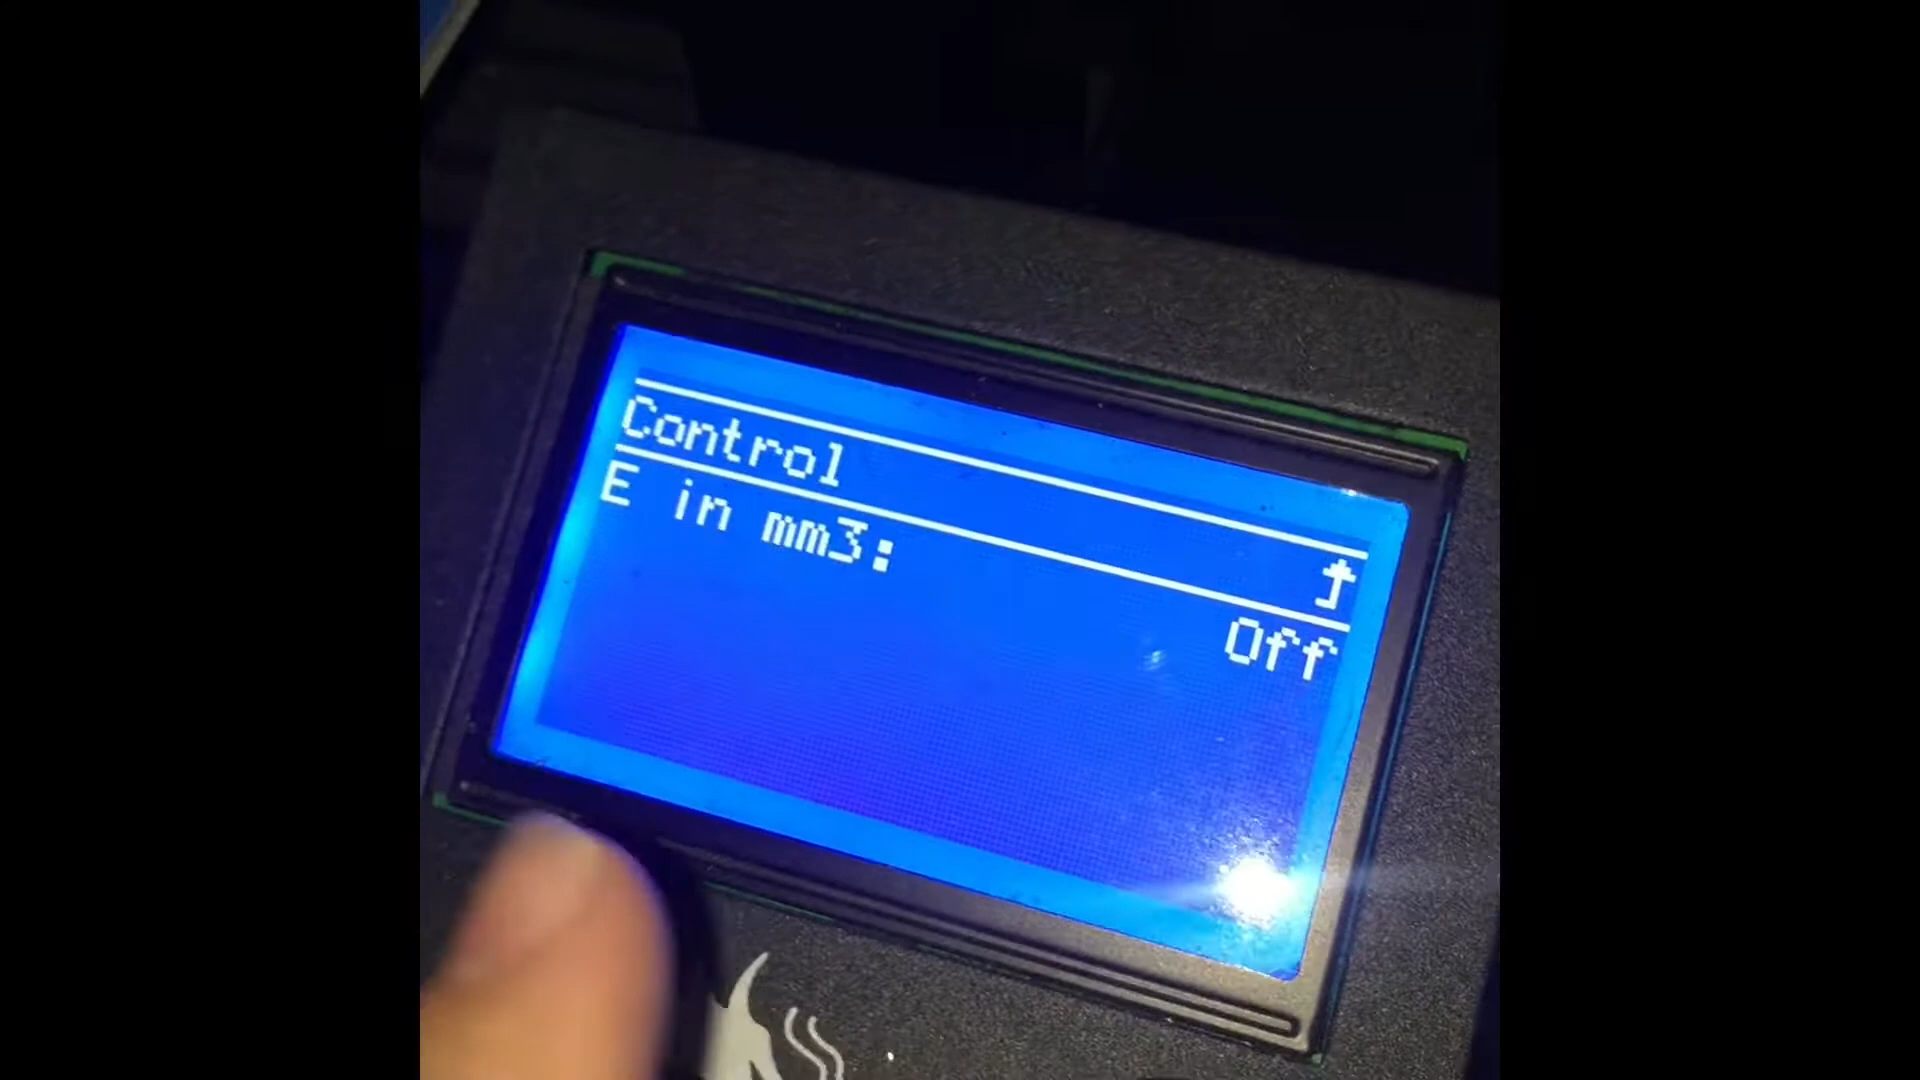 Control ⮥
E in mm3: Off